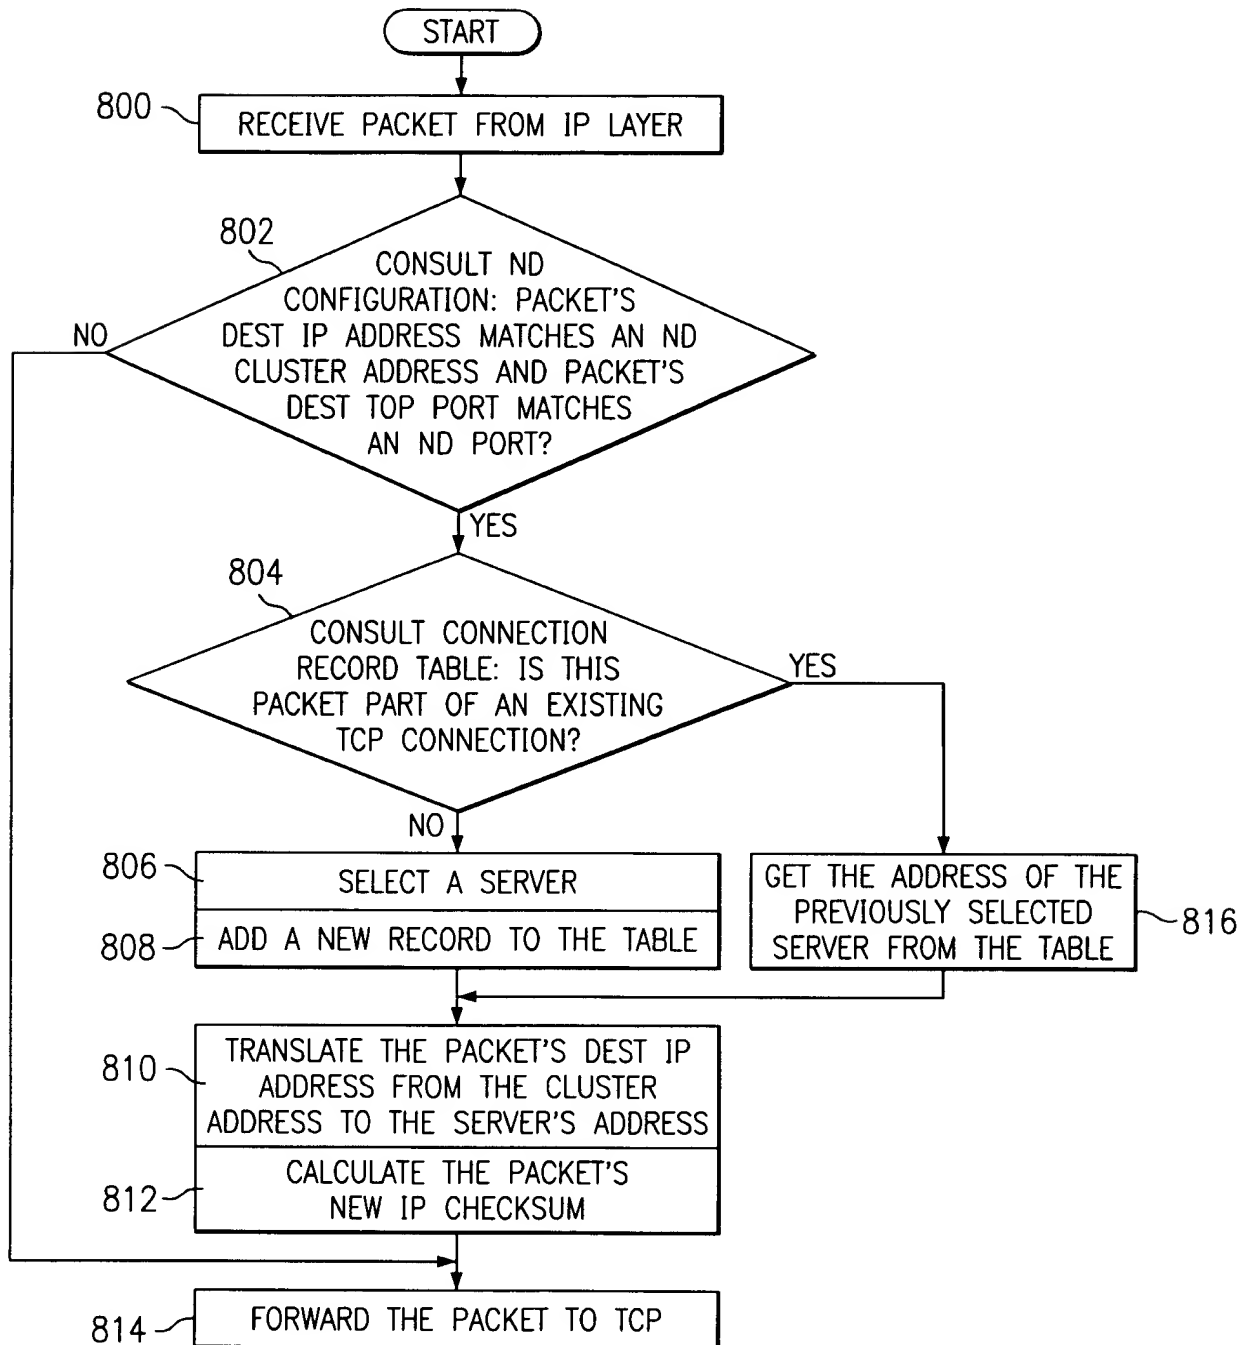 START
800
RECEIVE PACKET FROM IP LAYER
802
CONSULT ND
CONFIGURATION: PACKET'S
DEST IP ADDRESS MATCHES AN ND
CLUSTER ADDRESS AND PACKET'S
DEST TOP PORT MATCHES
AN ND PORT?
NO
YES
804
CONSULT CONNECTION
RECORD TABLE: IS THIS
PACKET PART OF AN EXISTING
TCP CONNECTION?
YES
NO
806
SELECT A SERVER
808
ADD A NEW RECORD TO THE TABLE
GET THE ADDRESS OF THE
PREVIOUSLY SELECTED
SERVER FROM THE TABLE
816
810
TRANSLATE THE PACKET'S DEST IP
ADDRESS FROM THE CLUSTER
ADDRESS TO THE SERVER'S ADDRESS
812
CALCULATE THE PACKET'S
NEW IP CHECKSUM
814
FORWARD THE PACKET TO TCP